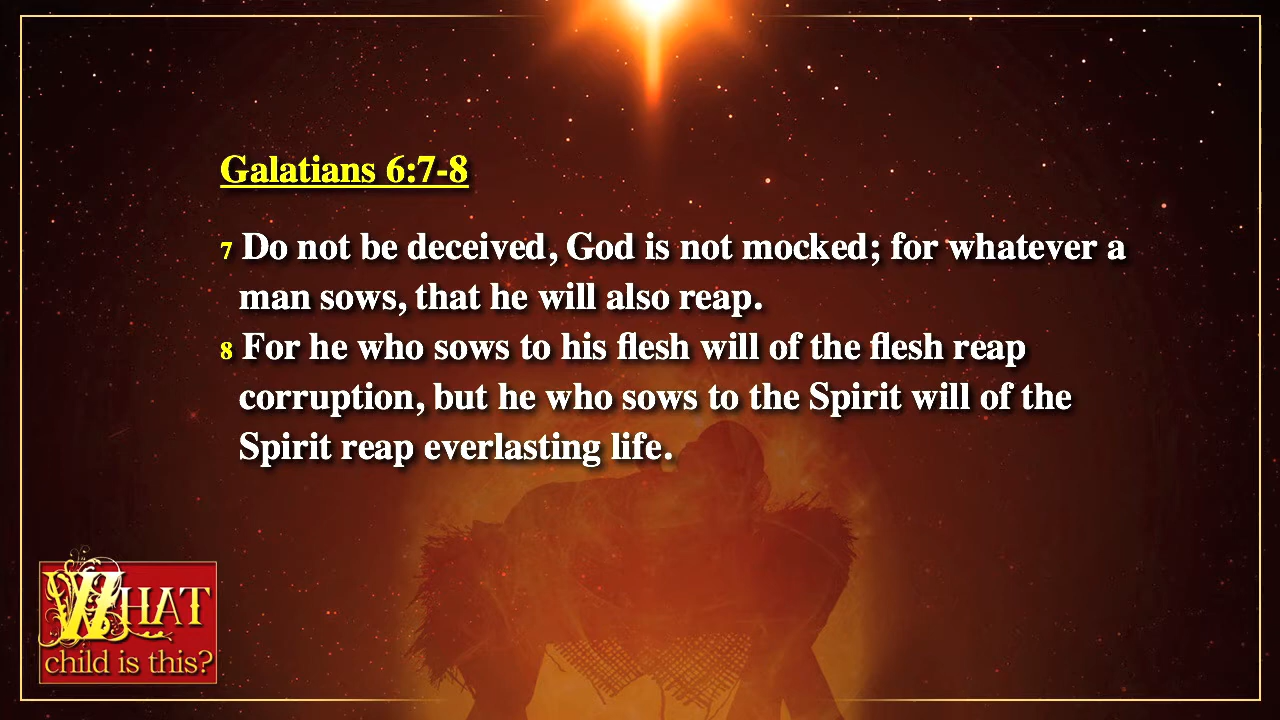 Galatians 6:7-8
7 Do not be deceived, God is not mocked; for whatever a
man sows, that he will also reap.
8 For he who sows to his flesh will of the flesh reap
corruption, but he who sows to the Spirit will of the
Spirit reap everlasting life.
What
child is this?